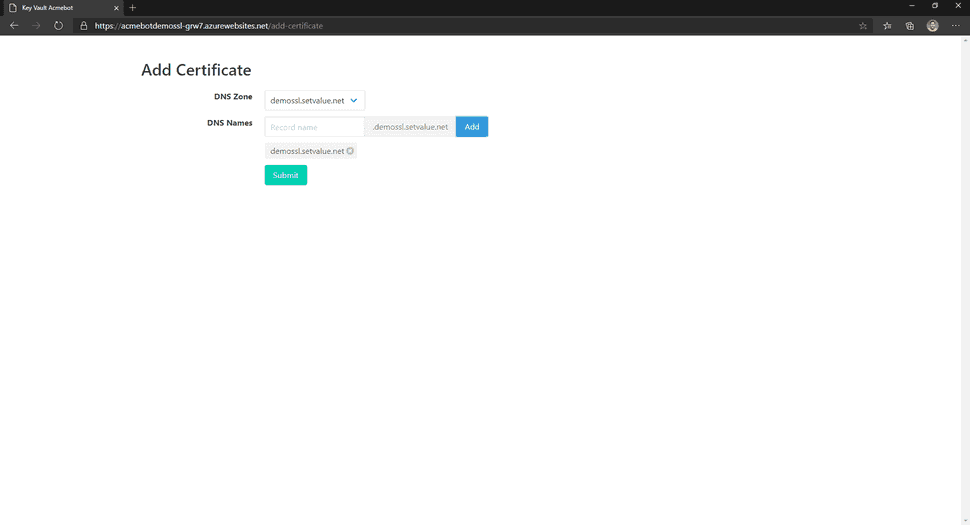 Key Vault Acmebot
https://acmebotdemossl-grw7.azurewebsites.net/add-certificate
Add Certificate
DNS Zone
demossl.setvalue.net
DNS Names
Record name
.demossl.setvalue.net
Add
demossl.setvalue.net
Submit